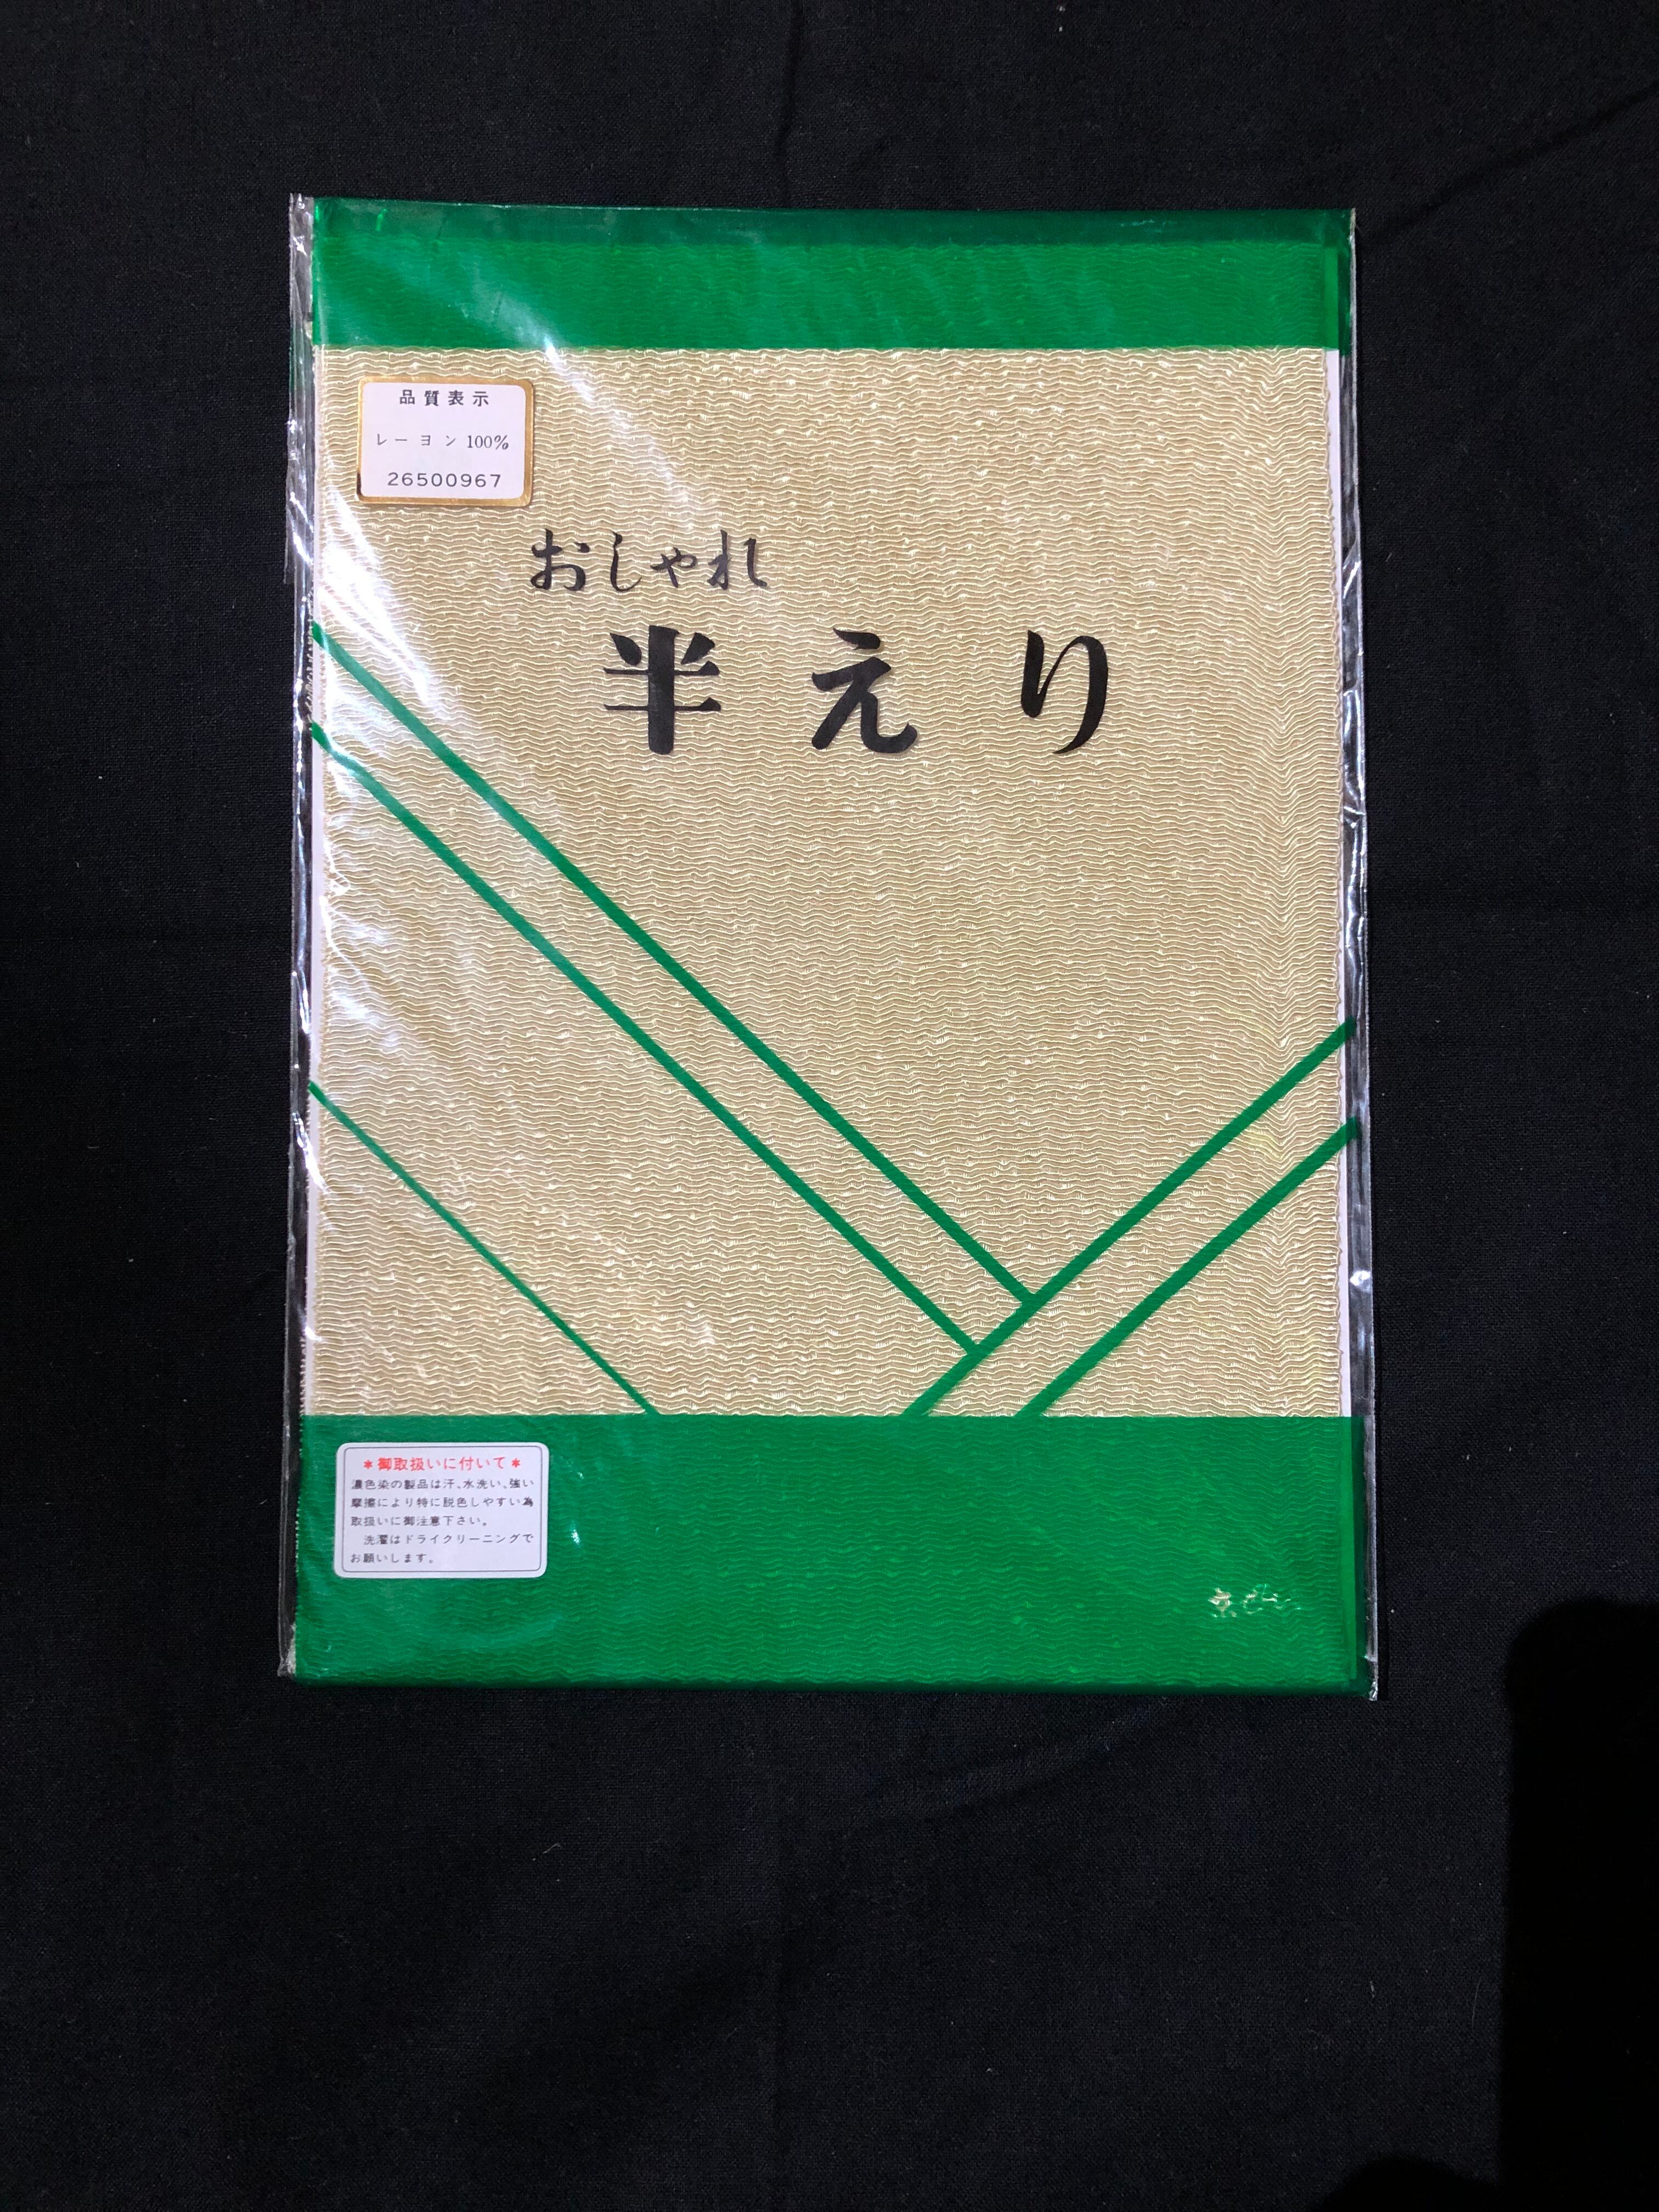 品質表示
レーヨン100%
26500967
おしゃれ
半えり
*御取扱いに付いて*
濃色染の製品は汗、水洗い、強い
摩擦により特に脱色しやすい為
取扱いに御注意下さい。
洗濯はドライクリーニングで
お願いします。